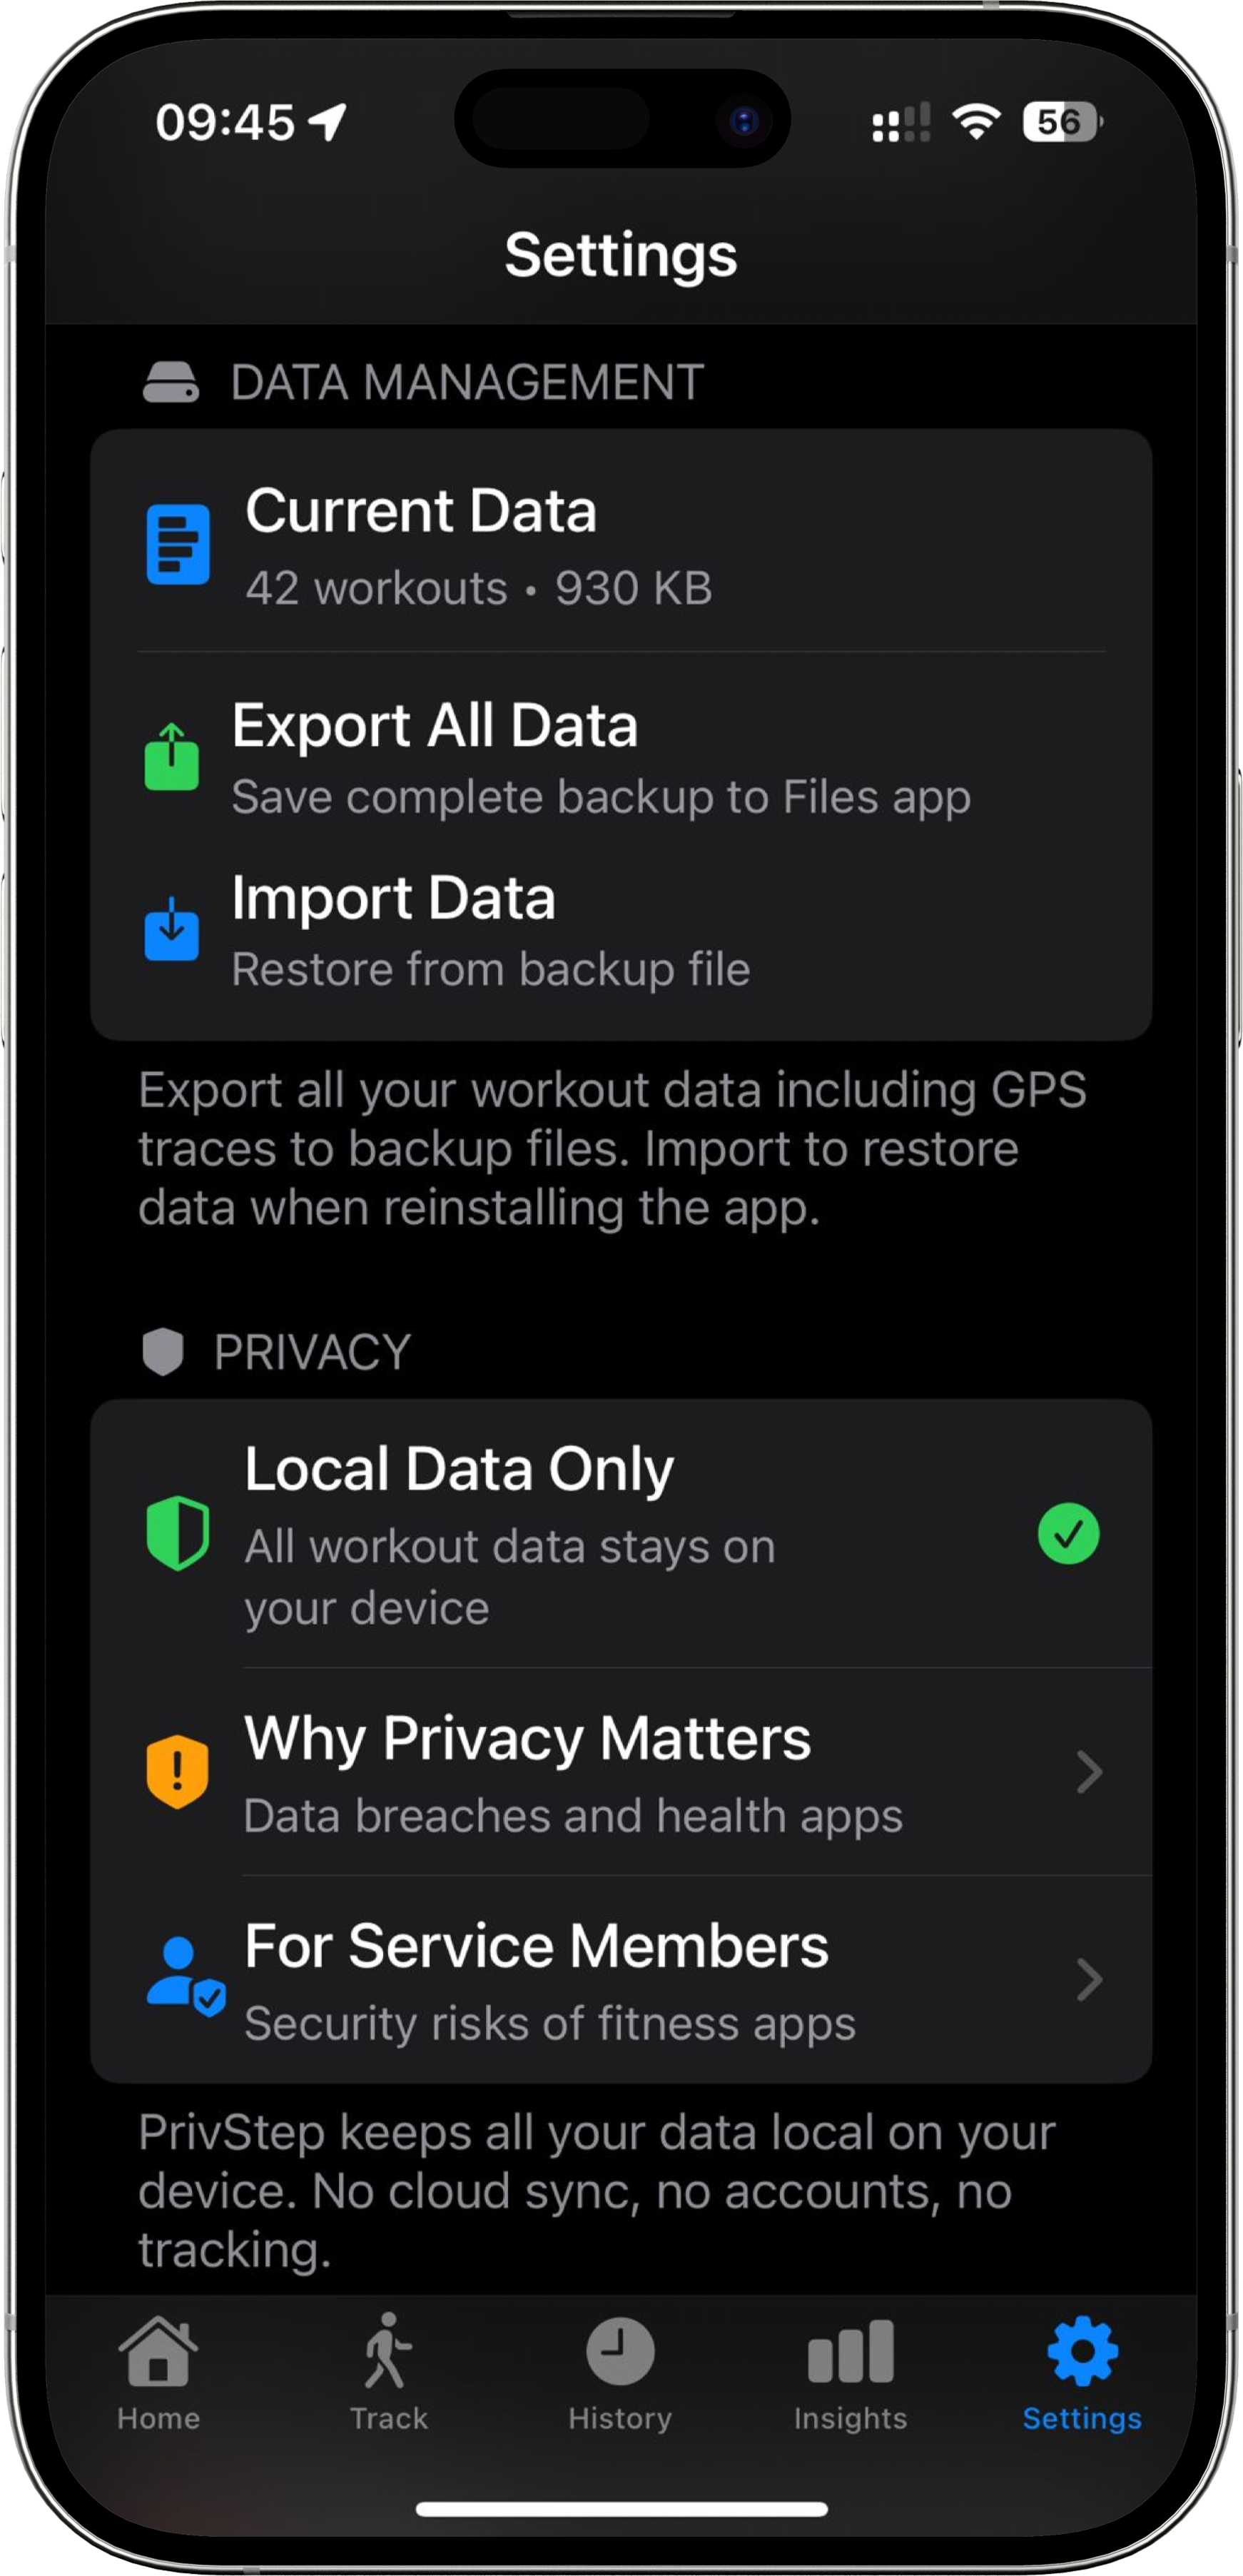 09:45
56
Settings
DATA MANAGEMENT
Current Data
42 workouts • 930 KB
Export All Data
Save complete backup to Files app
Import Data
Restore from backup file
Export all your workout data including GPS
traces to backup files. Import to restore
data when reinstalling the app.
PRIVACY
Local Data Only
All workout data stays on
your device
Why Privacy Matters
Data breaches and health apps
For Service Members
Security risks of fitness apps
PrivStep keeps all your data local on your
device. No cloud sync, no accounts, no
tracking.
Home
Track
History
Insights
Settings